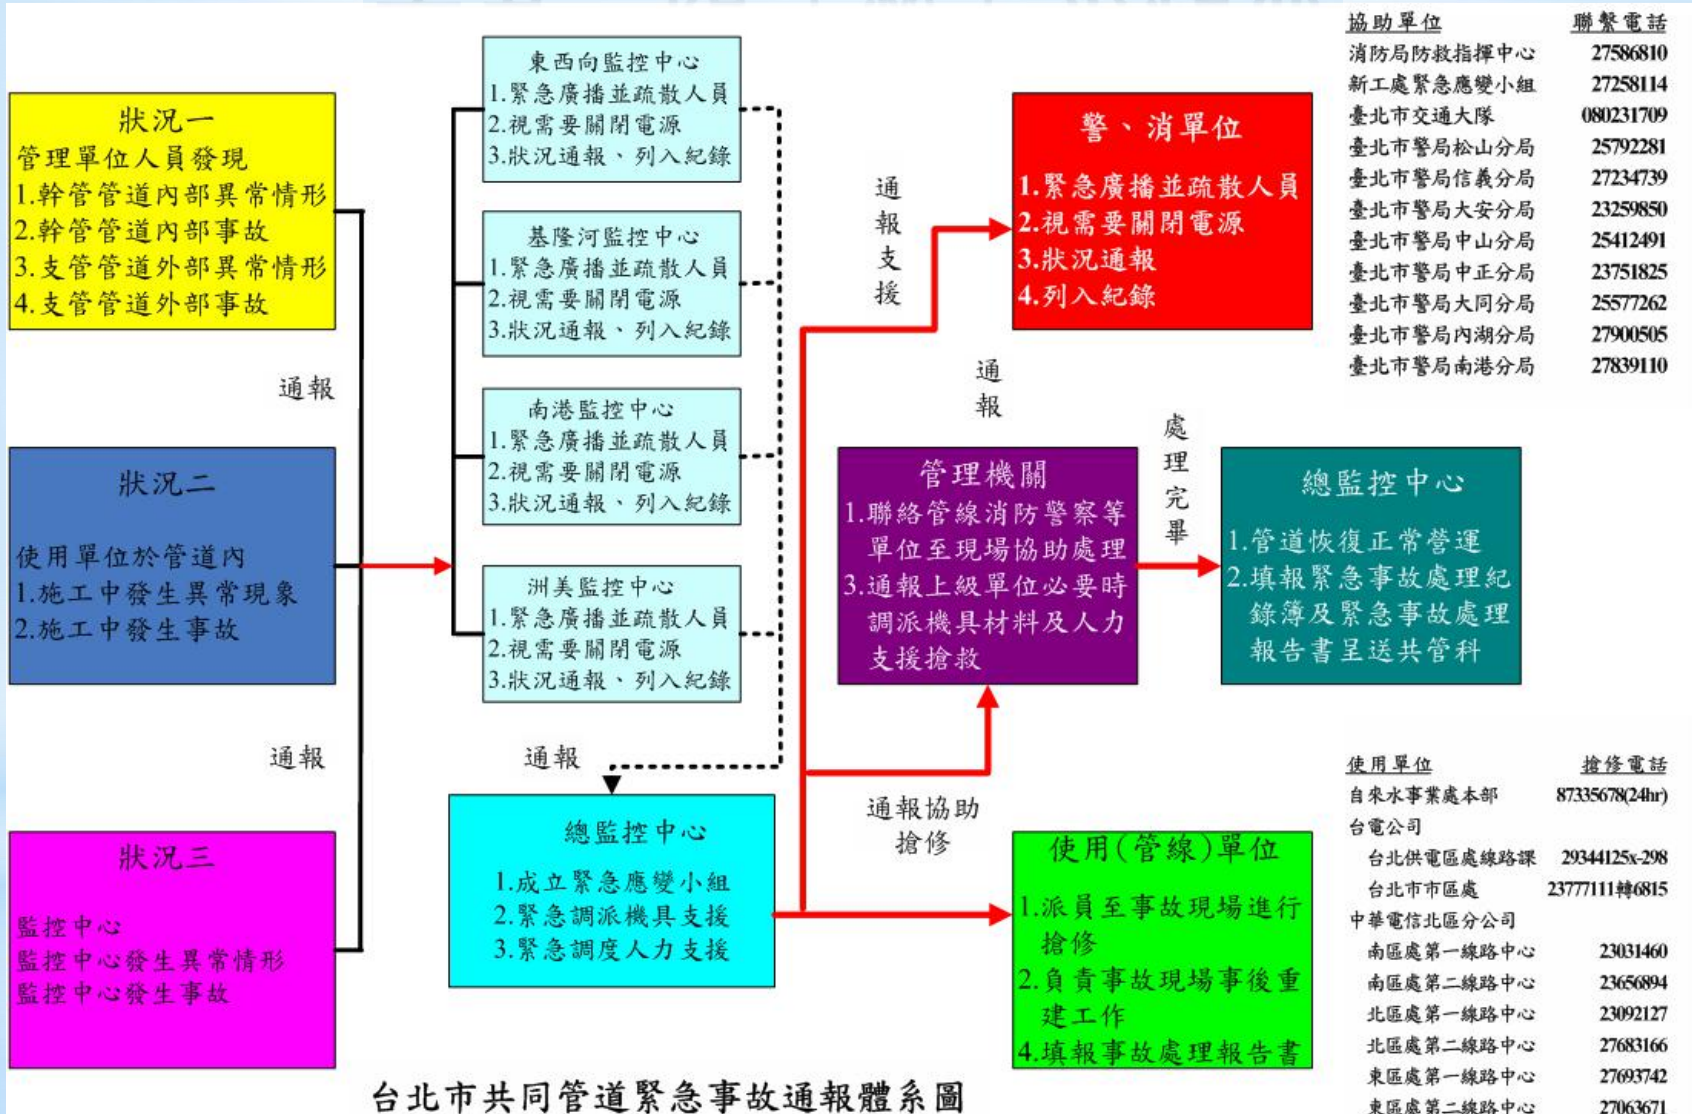 狀況一
管理單位人員發現
1.幹管管道內部異常情形
2.幹管管道內部事故
3.支管管道外部異常情形
4.支管管道外部事故
通報
狀況二
使用單位於管道內
1.施工中發生異常現象
2.施工中發生事故
通報
狀況三
監控中心
監控中心發生異常情形
監控中心發生事故
東西向監控中心
1.緊急廣播並疏散人員
2.視需要關閉電源
3.狀況通報、列入紀錄
基隆河監控中心
1.緊急廣播並疏散人員
2.視需要關閉電源
3.狀況通報、列入紀錄
南港監控中心
1.緊急廣播並疏散人員
2.視需要關閉電源
3.狀況通報、列入紀錄
洲美監控中心
1.緊急廣播並疏散人員
2.視需要關閉電源
3.狀況通報、列入紀錄
通報
總監控中心
1.成立緊急應變小組
2.緊急調派機具支援
3.緊急調度人力支援
通報支援
警、消單位
1.緊急廣播並疏散人員
2.視需要關閉電源
3.狀況通報
4.列入紀錄
通報
管理機關
1.聯絡管線消防警察等
單位至現場協助處理
3.通報上級單位必要時
調派機具材料及人力
支援搶救
處理完畢
總監控中心
1.管道恢復正常營運
2.填報緊急事故處理紀
錄簿及緊急事故處理
報告書呈送共管科
通報協助
搶修
使用(管線)單位
1.派員至事故現場進行
搶修
2.負責事故現場事後重
建工作
4.填報事故處理報告書
協助單位 聯繫電話
消防局防救指揮中心 27586810
新工處緊急應變小組 27258114
臺北市交通大隊 080231709
臺北市警局松山分局 25792281
臺北市警局信義分局 27234739
臺北市警局大安分局 23259850
臺北市警局中山分局 25412491
臺北市警局中正分局 23751825
臺北市警局大同分局 25577262
臺北市警局內湖分局 27900505
臺北市警局南港分局 27839110
使用單位 搶修電話
自來水事業處本部 87335678(24hr)
台電公司
台北供電區處線路課 29344125x-298
台北市市區處 23777111轉6815
中華電信北區分公司
南區處第一線路中心 23031460
南區處第二線路中心 23656894
北區處第一線路中心 23092127
北區處第二線路中心 27683166
東區處第一線路中心 27693742
東區處第二線路中心 27063671
台北市共同管道緊急事故通報體系圖